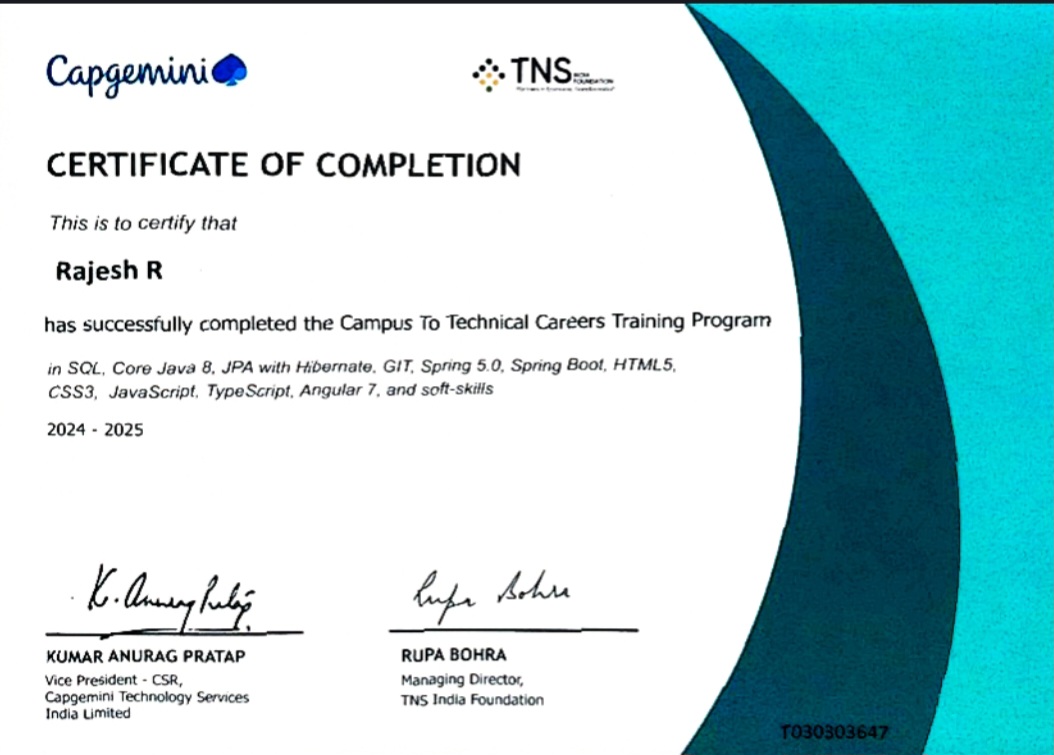 Capgemini
TNS INDIA FOUNDATION
CERTIFICATE OF COMPLETION
This is to certify that
Rajesh R
has successfully completed the Campus To Technical Careers Training Program
in SQL, Core Java 8, JPA with Hibernate, GIT, Spring 5.0, Spring Boot, HTML5,
CSS3, JavaScript, TypeScript, Angular 7, and soft-skills
2024 - 2025
K. Anurag Pratap
Rupa Bohra
KUMAR ANURAG PRATAP
Vice President - CSR,
Capgemini Technology Services
India Limited
RUPA BOHRA
Managing Director,
TNS India Foundation
T030303647